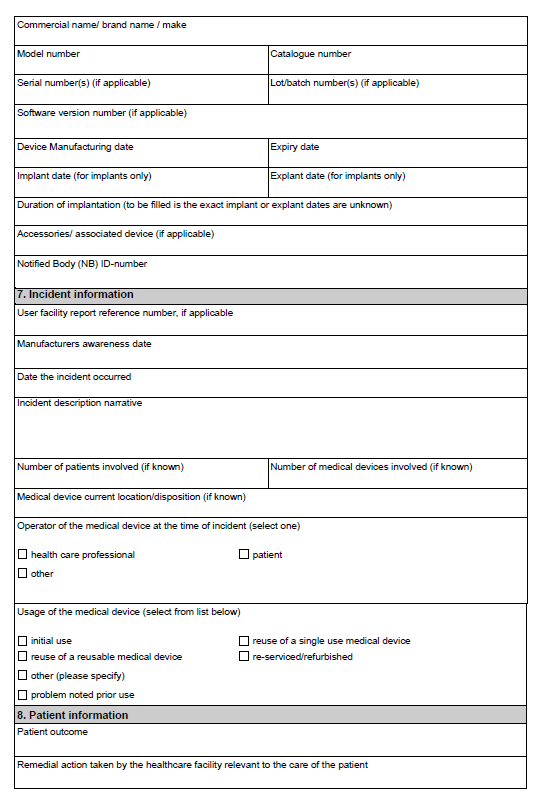 Commercial name/ brand name / make
Model number
Catalogue number
Serial number(s) (if applicable)
Lot/batch number(s) (if applicable)
Software version number (if applicable)
Device Manufacturing date
Expiry date
Implant date (for implants only)
Explant date (for implants only)
Duration of implantation (to be filled is the exact implant or explant dates are unknown)
Accessories/ associated device (if applicable)
Notified Body (NB) ID-number
7. Incident information
User facility report reference number, if applicable
Manufacturers awareness date
Date the incident occurred
Incident description narrative
Number of patients involved (if known)
Number of medical devices involved (if known)
Medical device current location/disposition (if known)
Operator of the medical device at the time of incident (select one)
health care professional
patient
other
Usage of the medical device (select from list below)
initial use
reuse of a single use medical device
reuse of a reusable medical device
re-serviced/refurbished
other (please specify)
problem noted prior use
8. Patient information
Patient outcome
Remedial action taken by the healthcare facility relevant to the care of the patient